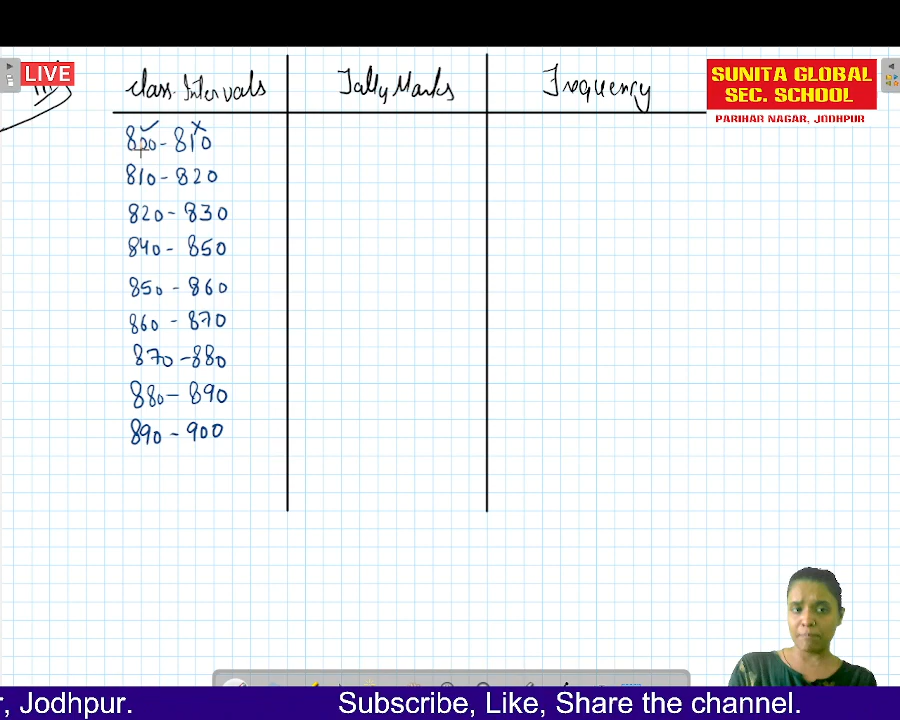 LIVE
Class Intervals Tally Marks Frequency
SUNITA GLOBAL
SEC. SCHOOL
PARIHAR NAGAR, JODHPUR
800 - 810
810 - 820
820 - 830
840 - 850
850 - 860
860 - 870
870 - 880
880 - 890
890 - 900
r, Jodhpur. Subscribe, Like, Share the channel.